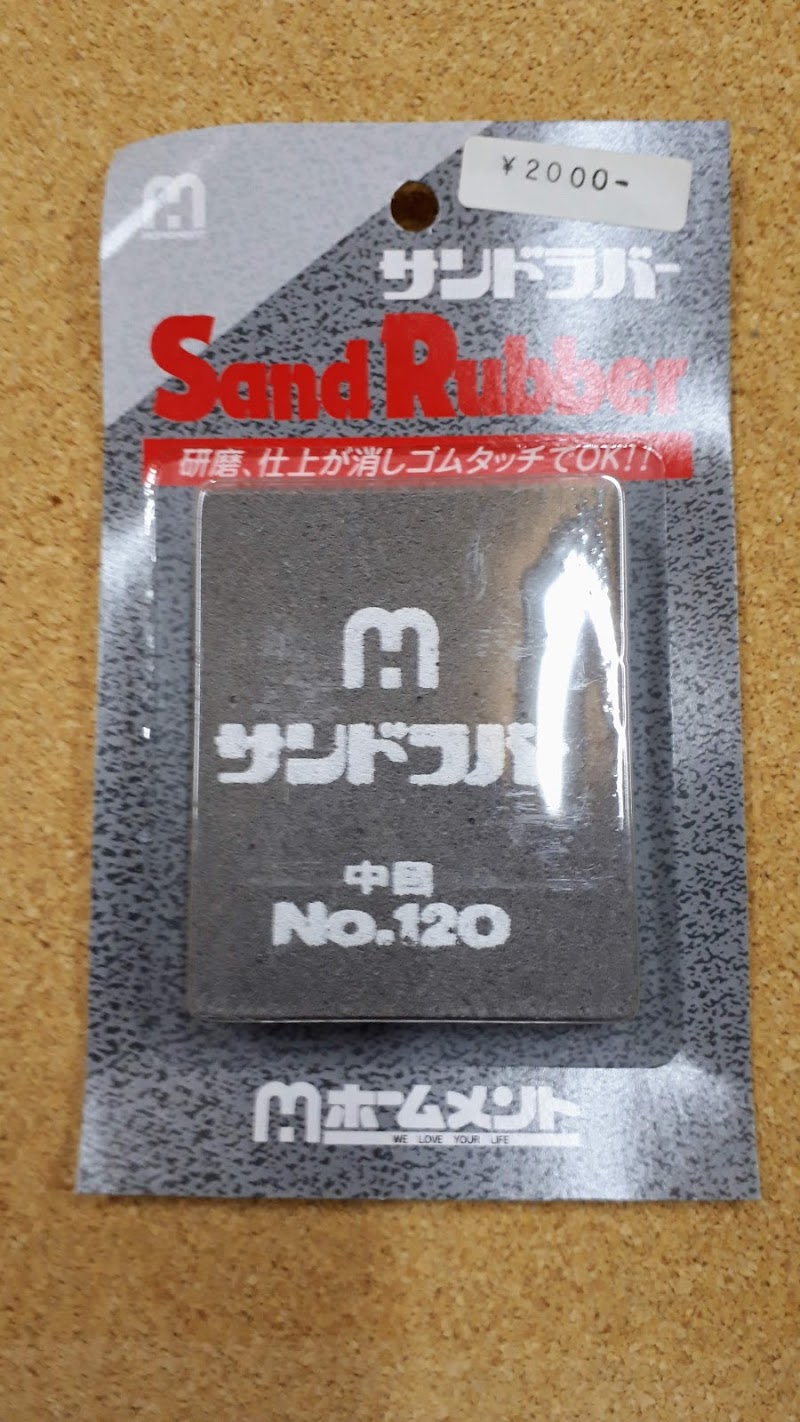 ¥2000-
サンドラバー
Sand Rubber
研磨、仕上が消しゴムタッチでOK!!
サンドラバー
中目
No.120
ホームメント
WE LOVE YOUR LIFE